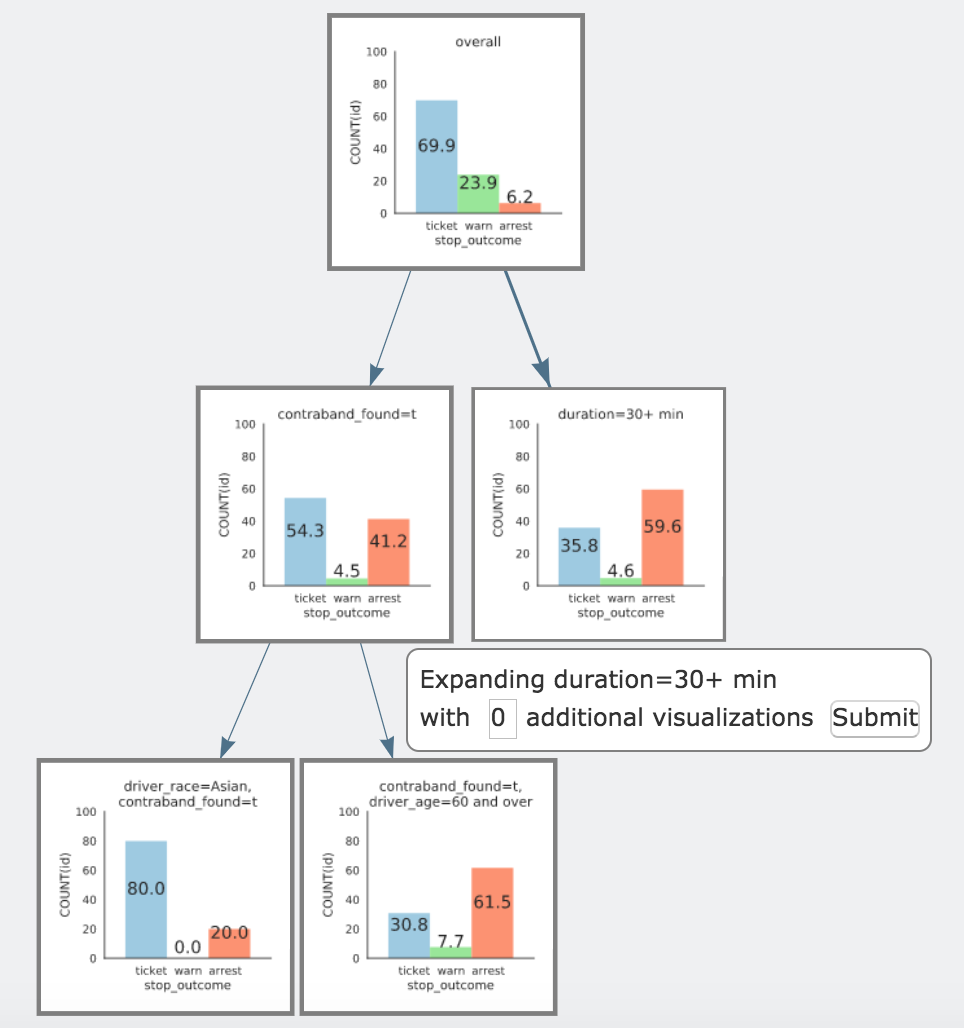 overall
100
80
60
40
20
0
COUNT(id)
69.9
23.9
6.2
ticket warn arrest
stop_outcome
contraband_found=t
100
80
60
40
20
0
COUNT(id)
54.3
4.5
41.2
ticket warn arrest
stop_outcome
duration=30+ min
100
80
60
40
20
0
COUNT(id)
35.8
4.6
59.6
ticket warn arrest
stop_outcome
Expanding duration=30+ min
with 0 additional visualizations Submit
driver_race=Asian,
contraband_found=t
100
80
60
40
20
0
COUNT(id)
80.0
0.0
20.0
ticket warn arrest
stop_outcome
contraband_found=t,
driver_age=60 and over
100
80
60
40
20
0
COUNT(id)
30.8
7.7
61.5
ticket warn arrest
stop_outcome